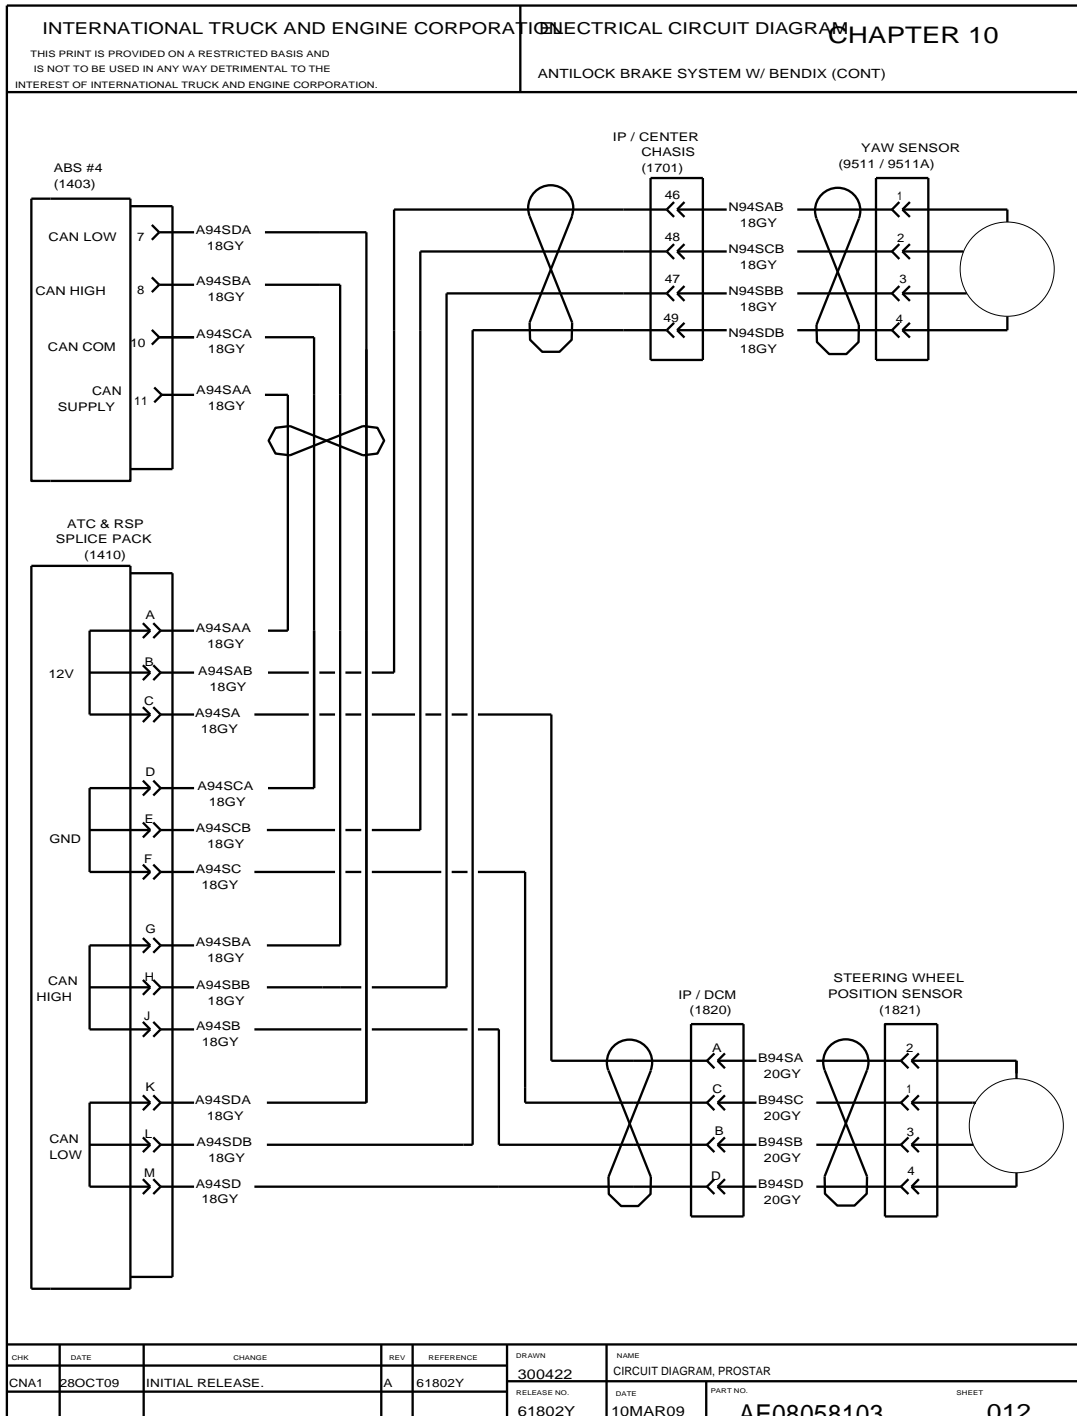 INTERNATIONAL TRUCK AND ENGINE CORPORATION
THIS PRINT IS PROVIDED ON A RESTRICTED BASIS AND
IS NOT TO BE USED IN ANY WAY DETRIMENTAL TO THE
INTEREST OF INTERNATIONAL TRUCK AND ENGINE CORPORATION.
ELECTRICAL CIRCUIT DIAGRAM
CHAPTER 10
ANTILOCK BRAKE SYSTEM W/ BENDIX (CONT)
ABS #4
(1403)
CAN LOW
7
A94SDA
18GY
CAN HIGH
8
A94SBA
18GY
CAN COM
10
A94SCA
18GY
CAN
SUPPLY
11
A94SAA
18GY
IP / CENTER
CHASIS
(1701)
46
N94SAB
18GY
48
N94SCB
18GY
47
N94SBB
18GY
49
N94SDB
18GY
YAW SENSOR
(9511 / 9511A)
1
2
3
4
ATC & RSP
SPLICE PACK
(1410)
12V
A
A94SAA
18GY
B
A94SAB
18GY
C
A94SA
18GY
GND
D
A94SCA
18GY
E
A94SCB
18GY
F
A94SC
18GY
CAN
HIGH
G
A94SBA
18GY
H
A94SBB
18GY
J
A94SB
18GY
CAN
LOW
K
A94SDA
18GY
L
A94SDB
18GY
M
A94SD
18GY
IP / DCM
(1820)
A
B94SA
20GY
C
B94SC
20GY
B
B94SB
20GY
D
B94SD
20GY
STEERING WHEEL
POSITION SENSOR
(1821)
2
1
3
4
CHK DATE CHANGE REV REFERENCE
CNA1 28OCT09 INITIAL RELEASE. A 61802Y
DRAWN
300422
NAME
CIRCUIT DIAGRAM, PROSTAR
RELEASE NO.
61802Y
DATE
10MAR09
PART NO.
AE08058103
SHEET
012